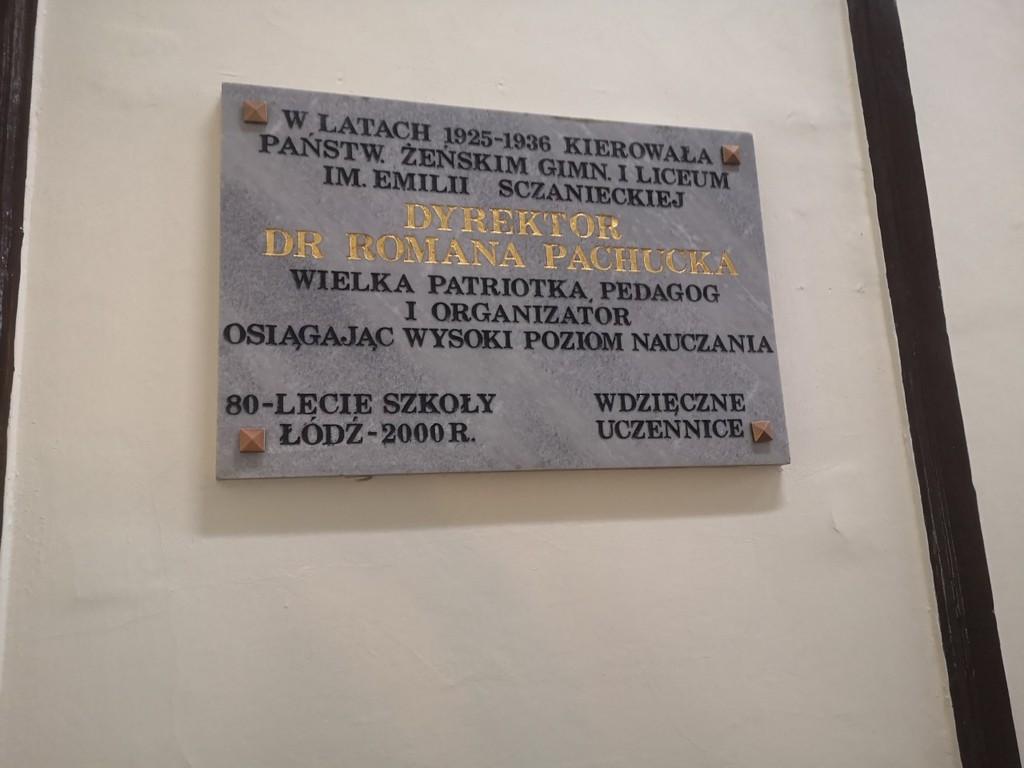 W LATACH 1925-1936 KIEROWAŁA
PAŃSTW. ŻEŃSKIM GIMN. I LICEUM
IM. EMILII SCZANIECKIEJ
DYREKTOR
DR ROMANA PACHUCKA
WIELKA PATRIOTKA, PEDAGOG
I ORGANIZATOR
OSIĄGAJĄC WYSOKI POZIOM NAUCZANIA
80-LECIE SZKOŁY
ŁÓDŹ-2000 R.
WDZIĘCZNE
UCZENNICE